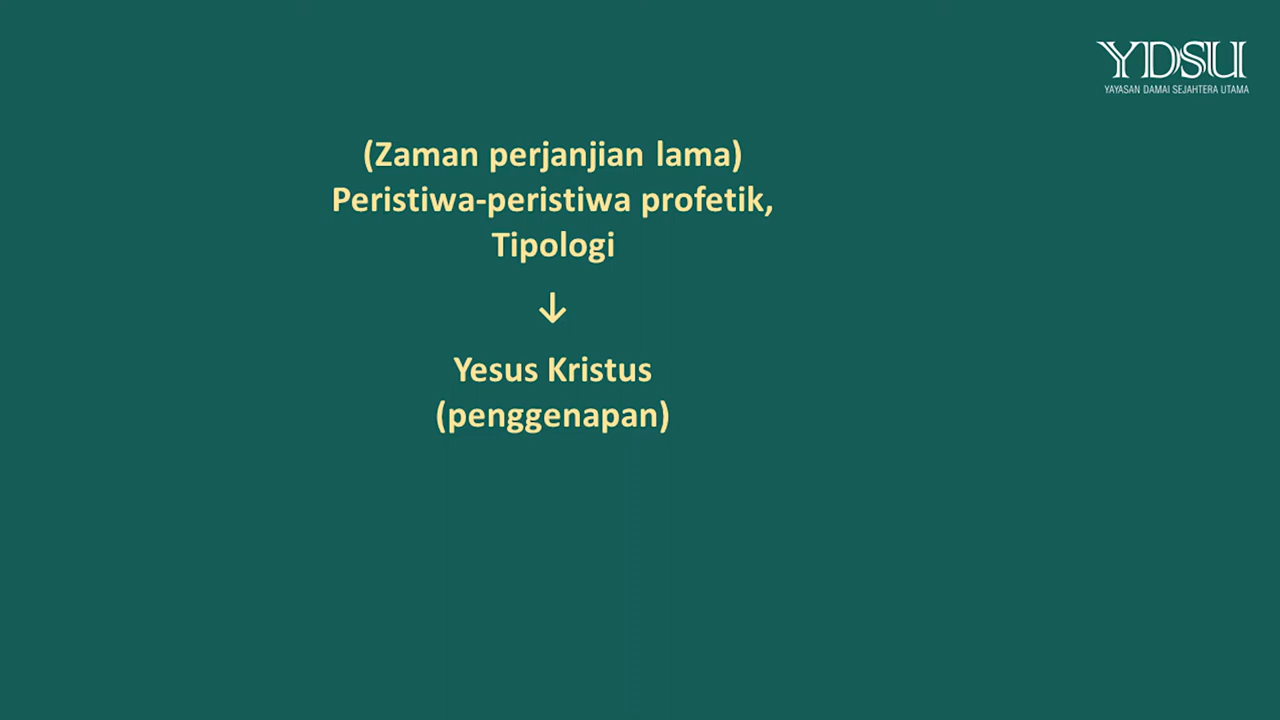 YDSU
YAYASAN DAMAI SEJAHTERA UTAMA
(Zaman perjanjian lama)
Peristiwa-peristiwa profetik,
Tipologi
↓
Yesus Kristus
(penggenapan)